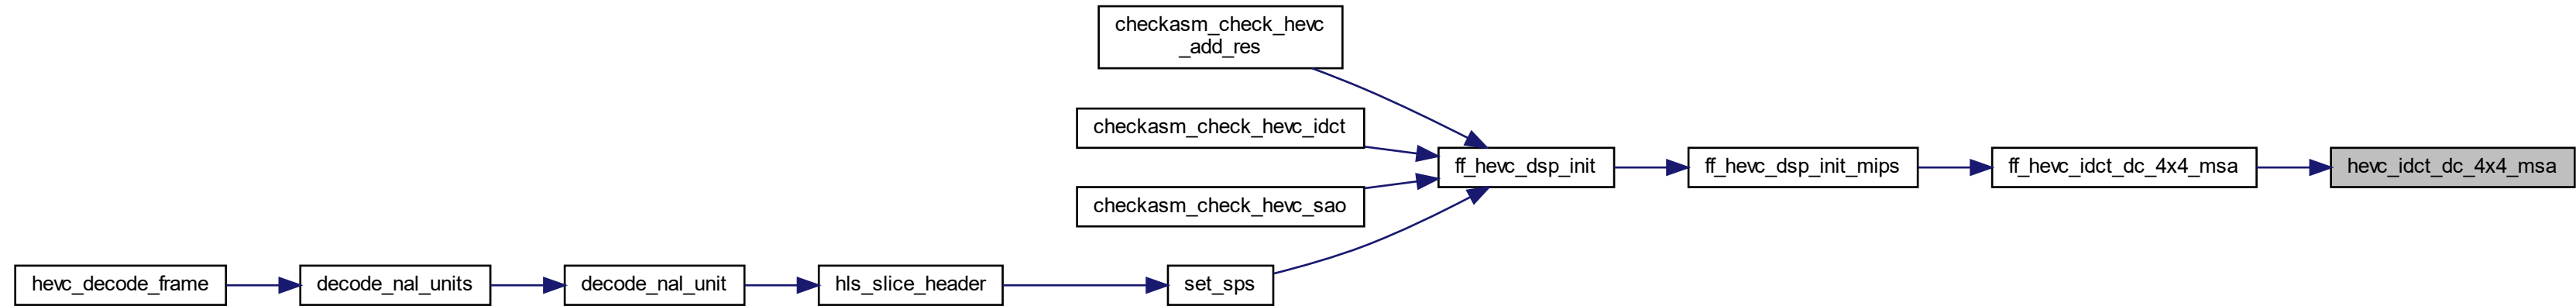 checkasm_check_hevc
_add_res
checkasm_check_hevc_idct
ff_hevc_dsp_init
ff_hevc_dsp_init_mips
ff_hevc_idct_dc_4x4_msa
hevc_idct_dc_4x4_msa
checkasm_check_hevc_sao
hevc_decode_frame
decode_nal_units
decode_nal_unit
hls_slice_header
set_sps